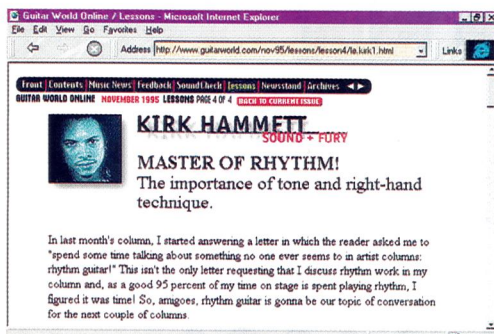 Guitar World Online / Lessons - Microsoft Internet Explorer
File Edit View Go Favorites Help
Address http://www.guitarworld.com/nov95/lessons/lesson4/le.kirk1.html Links
Front Contents Music News Feedback SoundCheck Lessons Newsstand Archives
GUITAR WORLD ONLINE NOVEMBER 1995 LESSONS PAGE 4 OF 4 BACK TO CURRENT ISSUE
KIRK HAMMETT
SOUND + FURY
MASTER OF RHYTHM!
The importance of tone and right-hand
technique.
In last month's column, I started answering a letter in which the reader asked me to
"spend some time talking about something no one ever seems to in artist columns:
rhythm guitar!" This isn't the only letter requesting that I discuss rhythm work in my
column and, as a good 95 percent of my time on stage is spent playing rhythm, I
figured it was time! So, amigoes, rhythm guitar is gonna be our topic of conversation
for the next couple of columns.